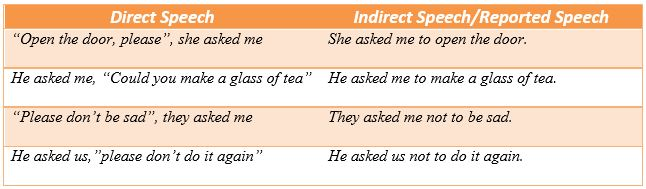 Direct Speech Indirect Speech/Reported Speech
“Open the door, please”, she asked me She asked me to open the door.
He asked me, “Could you make a glass of tea” He asked me to make a glass of tea.
“Please don’t be sad”, they asked me They asked me not to be sad.
He asked us,”please don’t do it again” He asked us not to do it again.